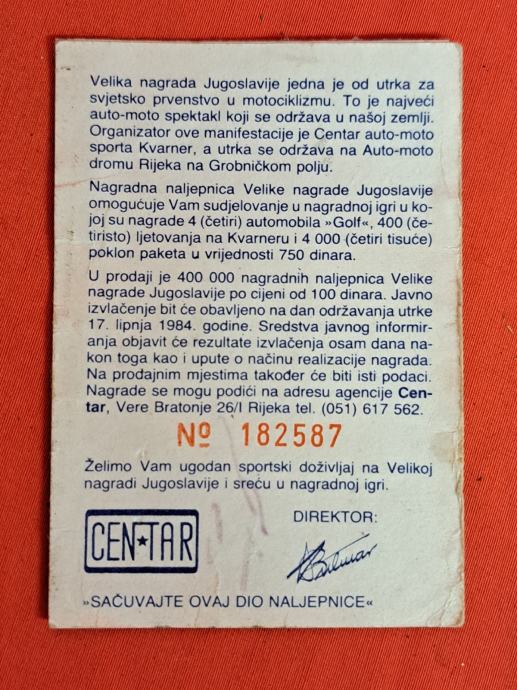 Velika nagrada Jugoslavije jedna je od utrka za
svjetsko prvenstvo u motociklizmu. To je najveći
auto-moto spektakl koji se održava u našoj zemlji.
Organizator ove manifestacije je Centar auto-moto
sporta Kvarner, a utrka se održava na Auto-moto
dromu Rijeka na Grobničkom polju.
Nagradna naljepnica Velike nagrade Jugoslavije
omogućuje Vam sudjelovanje u nagradnoj igri u ko-
joj su nagrade 4 (četiri) automobila »Golf«, 400 (če-
tiristo) ljetovanja na Kvarneru i 4 000 (četiri tisuće)
poklon paketa u vrijednosti 750 dinara.
U prodaji je 400 000 nagradnih naljepnica Velike
nagrade Jugoslavije po cijeni od 100 dinara. Javno
izvlačenje bit će obavljeno na dan održavanja utrke
17. lipnja 1984. godine. Sredstva javnog informir-
anja objavit će rezultate izvlačenja osam dana na-
kon toga kao i upute o načinu realizacije nagrada.
Na prodajnim mjestima također će biti isti podaci.
Nagrade se mogu podići na adresu agencije Cen-
tar, Vere Bratonje 26/I Rijeka tel. (051) 617 562.
Nº 182587
Želimo Vam ugodan sportski doživljaj na Velikoj
nagradi Jugoslavije i sreću u nagradnoj igri.
DIREKTOR:
CEN★TAR
»SAČUVAJTE OVAJ DIO NALJEPNICE«